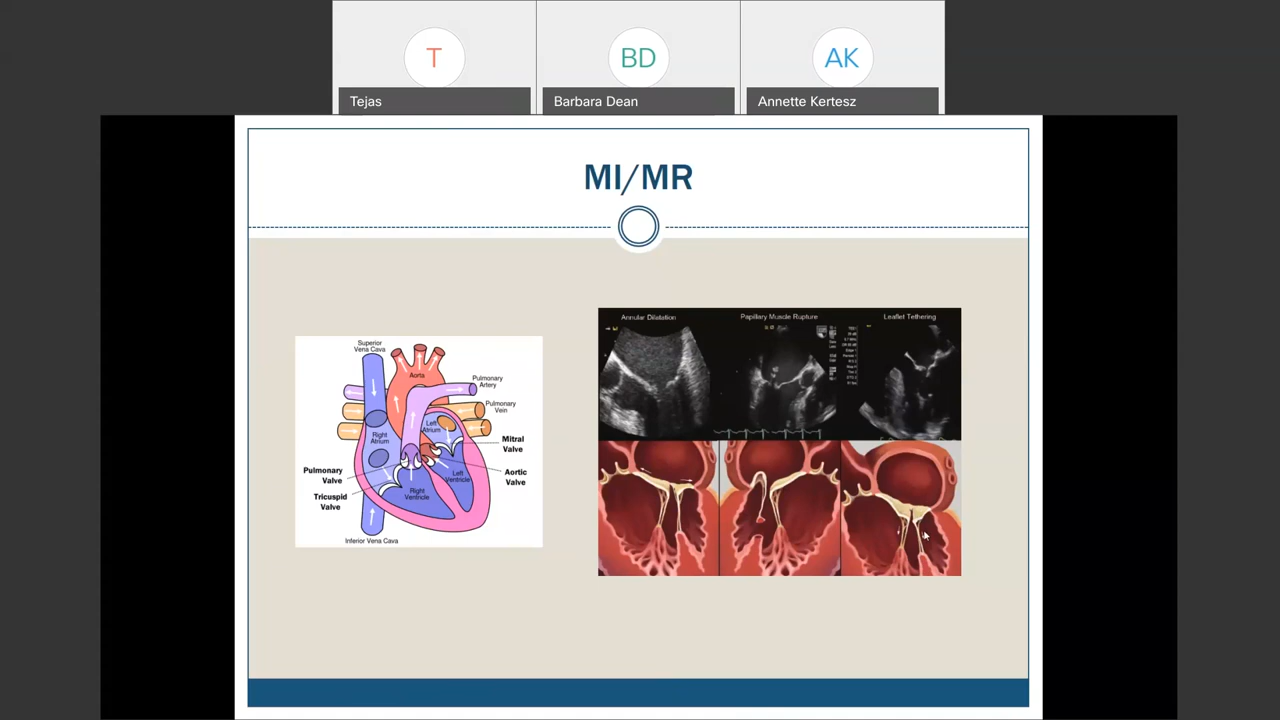 T
BD
AK
Tejas
Barbara Dean
Annette Kertesz
MI/MR
Superior
Vena Cava
Aorta
Pulmonary
Artery
Pulmonary
Vein
Left
Atrium
Right
Atrium
Mitral
Valve
Pulmonary
Valve
Aortic
Valve
Left
Ventricle
Right
Ventricle
Tricuspid
Valve
Inferior Vena Cava
Annular Dilatation
Papillary Muscle Rupture
Leaflet Tethering